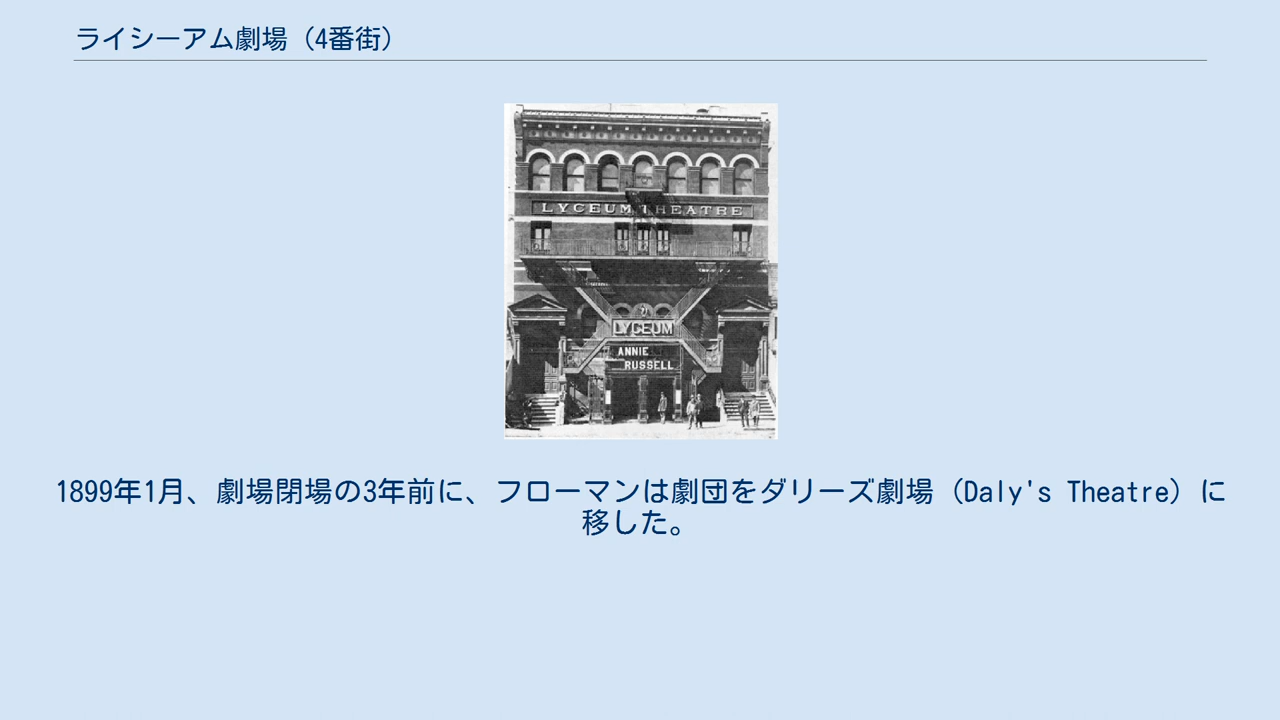 ライシーアム劇場（4番街）
LYCEUM THEATRE
LYCEUM
ANNIE
RUSSELL
1899年1月、劇場閉場の3年前に、フローマンは劇団をダリーズ劇場（Daly's Theatre）に
移した。